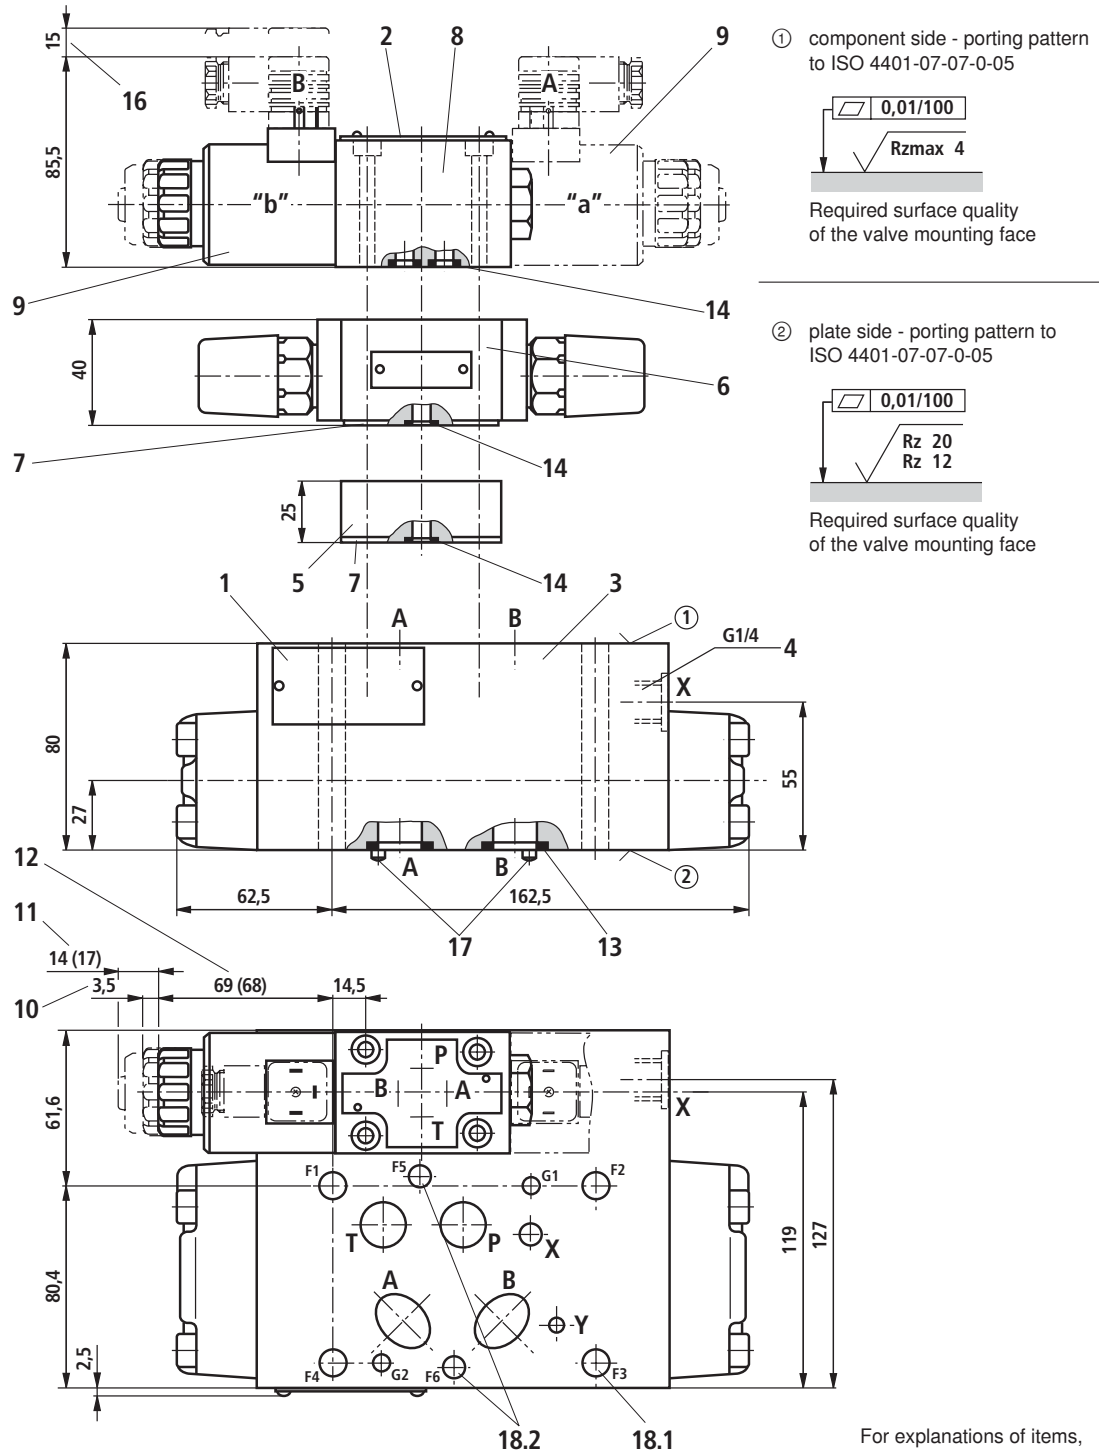 15
2
8
9
16
B
A
85,5
"b"
"a"
9
14
① component side - porting pattern
to ISO 4401-07-07-0-05
0,01/100
Rzmax 4
Required surface quality
of the valve mounting face
② plate side - porting pattern to
ISO 4401-07-07-0-05
0,01/100
Rz 20
Rz 12
Required surface quality
of the valve mounting face
40
6
7
14
25
5
7
14
1
A
B
3
①
G1/4
4
X
80
27
55
A
B
②
12
62,5
162,5
11
17
13
14 (17)
3,5
69 (68)
14,5
10
P
B
A
T
X
61,6
F1
F5
G1
F2
T
P
X
119
127
80,4
A
B
Y
2,5
F4
G2
F6
F3
18.2
18.1
For explanations of items,